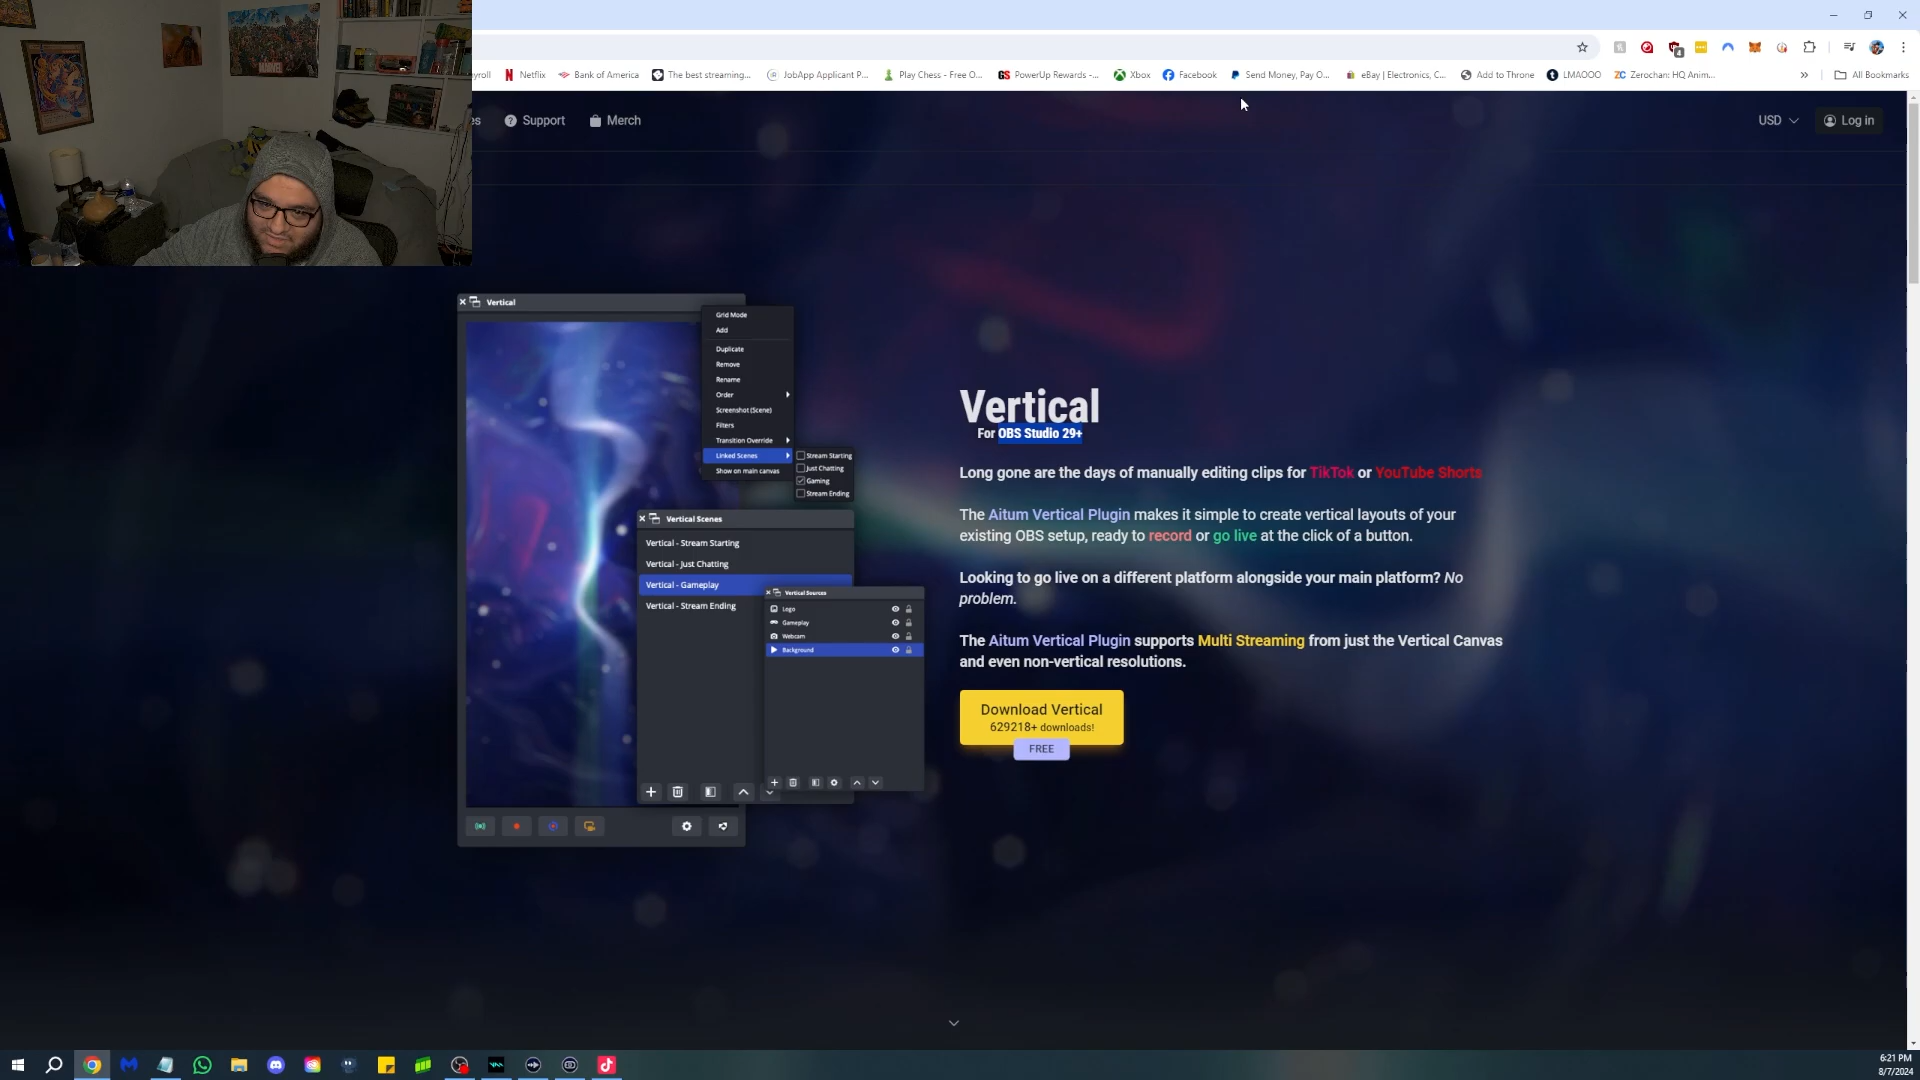 MARVEL
yroll
Netflix
Bank of America
The best streaming...
JobApp Applicant P...
Play Chess - Free O...
PowerUp Rewards -...
Xbox
Facebook
Send Money, Pay O...
eBay | Electronics, C...
Add to Throne
LMAOOO
Zerochan: HQ Anim...
»
All Bookmarks
es
Support
Merch
USD
Log in
Vertical
Grid Mode
Add
Duplicate
Remove
Rename
Order
Screenshot (Scene)
Filters
Transition Override
Linked Scenes
Show on main canvas
Stream Starting
Just Chatting
Gaming
Stream Ending
Vertical Scenes
Vertical - Stream Starting
Vertical - Just Chatting
Vertical - Gameplay
Vertical - Stream Ending
Vertical Sources
Logo
Gameplay
Webcam
Background
Vertical
For OBS Studio 29+
Long gone are the days of manually editing clips for TikTok or YouTube Shorts
The Aitum Vertical Plugin makes it simple to create vertical layouts of your
existing OBS setup, ready to record or go live at the click of a button.
Looking to go live on a different platform alongside your main platform? No
problem.
The Aitum Vertical Plugin supports Multi Streaming from just the Vertical Canvas
and even non-vertical resolutions.
Download Vertical
629218+ downloads!
FREE
6:21 PM
8/7/2024